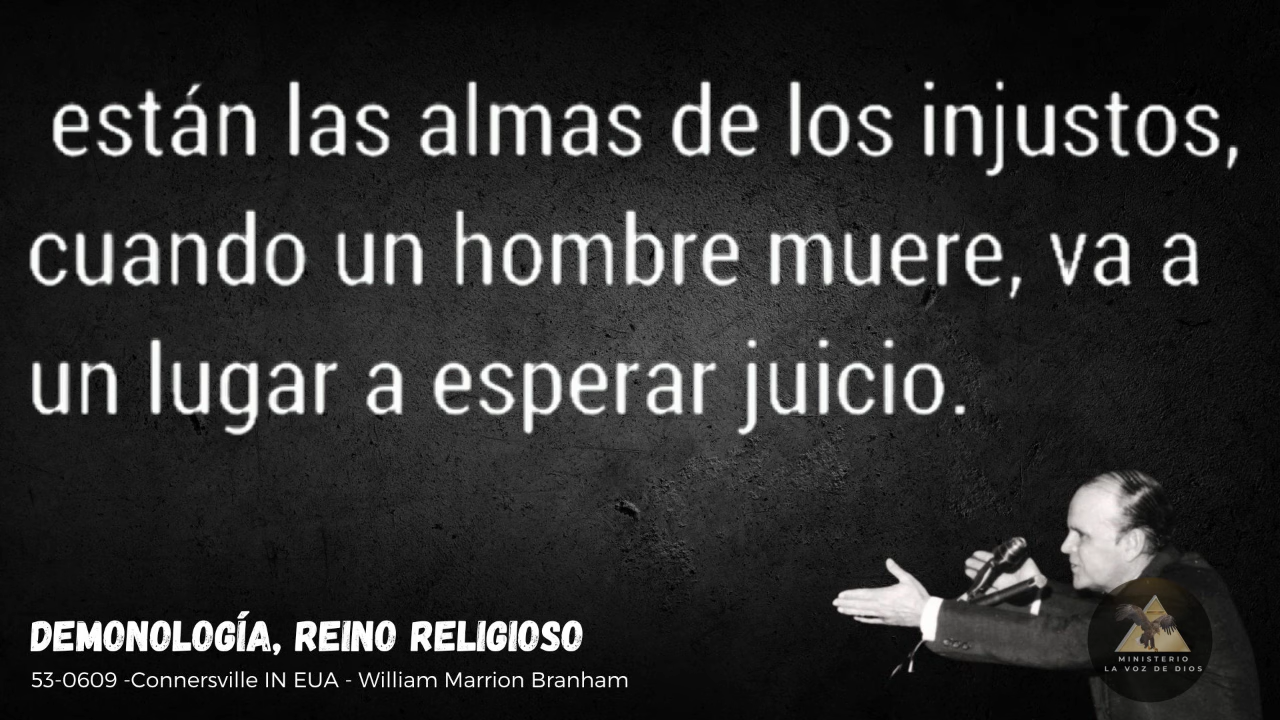 están las almas de los injustos,
cuando un hombre muere, va a
un lugar a esperar juicio.
DEMONOLOGÍA, REINO RELIGIOSO
53-0609 -Connersville IN EUA - William Marrion Branham
MINISTERIO
LA VOZ DE DIOS